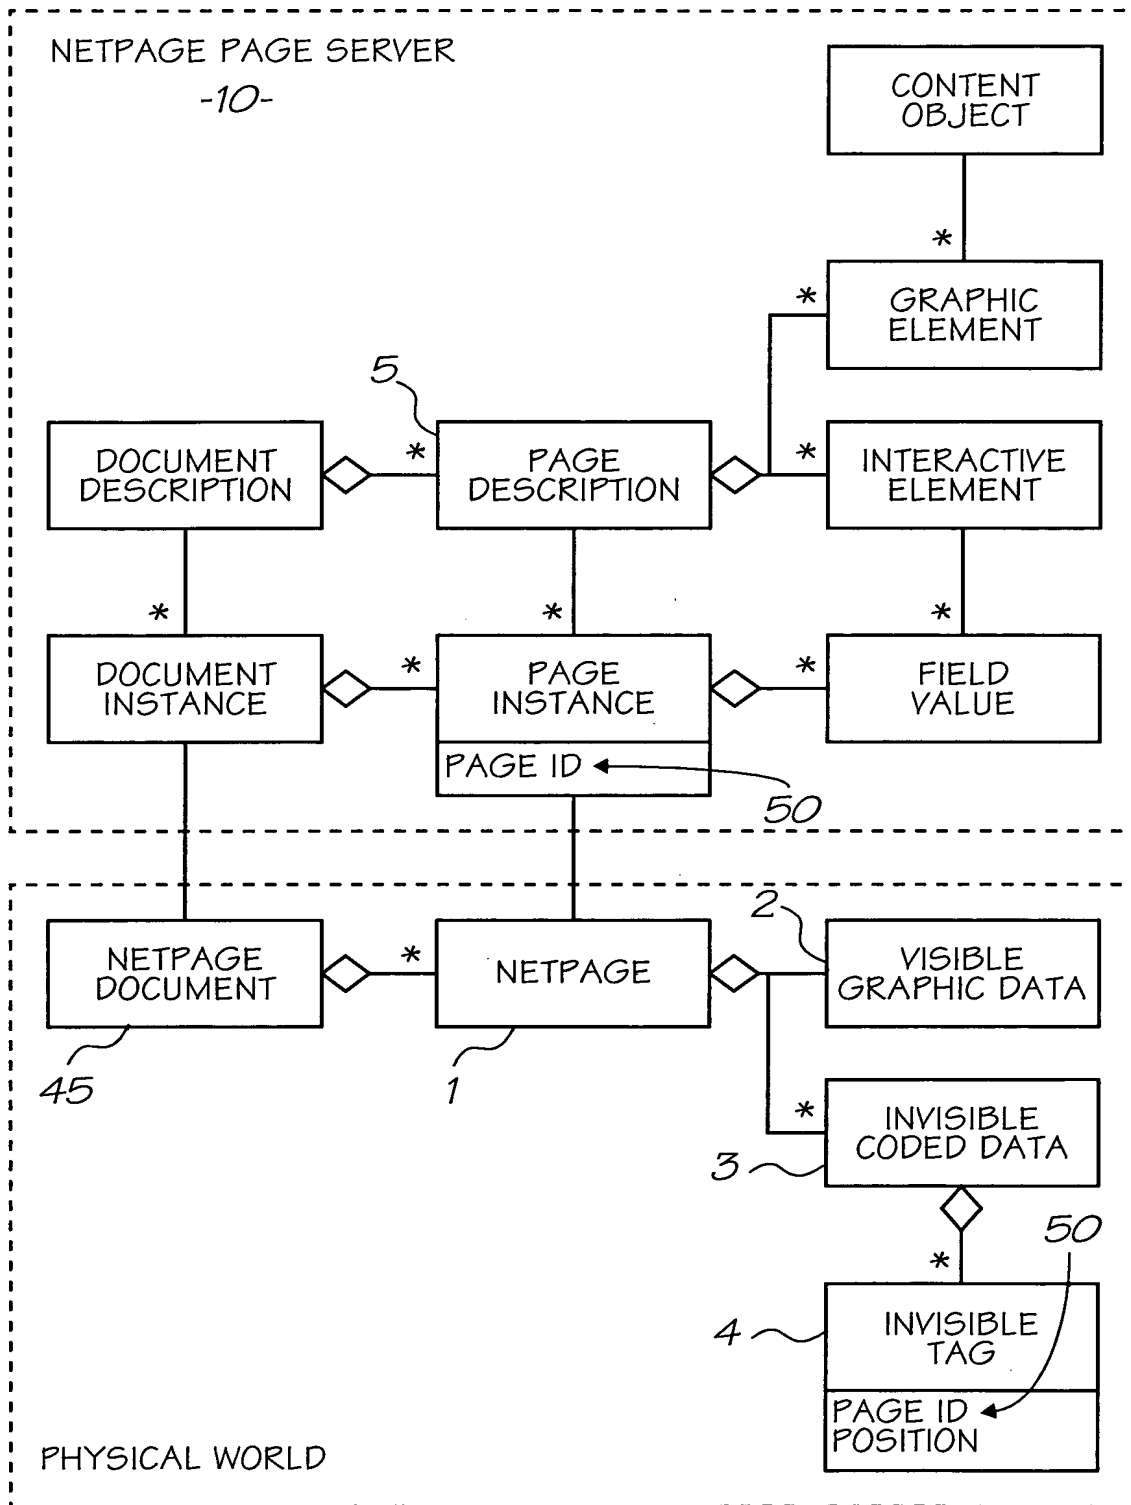 NETPAGE PAGE SERVER
-10-
CONTENT
OBJECT
*
*
GRAPHIC
ELEMENT
5
DOCUMENT
DESCRIPTION
*
PAGE
DESCRIPTION
*
INTERACTIVE
ELEMENT
*
*
*
DOCUMENT
INSTANCE
*
PAGE
INSTANCE
*
FIELD
VALUE
PAGE ID
50
2
NETPAGE
DOCUMENT
*
NETPAGE
VISIBLE
GRAPHIC DATA
45
1
*
INVISIBLE
CODED DATA
3
50
*
4
INVISIBLE
TAG
PAGE ID
POSITION
PHYSICAL WORLD